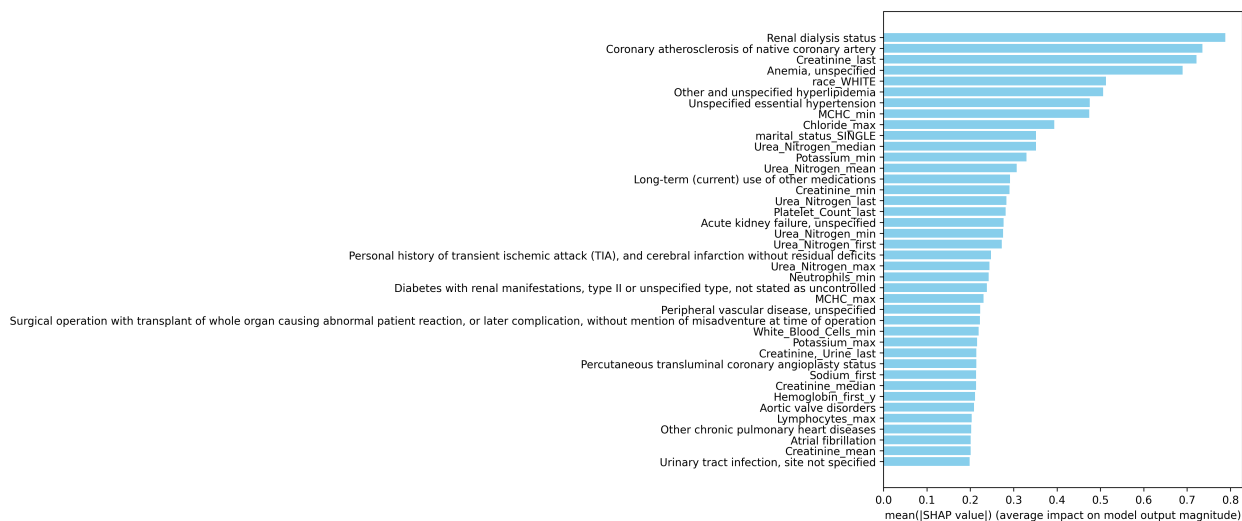 Renal dialysis status
Coronary atherosclerosis of native coronary artery
Creatinine_last
Anemia, unspecified
race_WHITE
Other and unspecified hyperlipidemia
Unspecified essential hypertension
MCHC_min
Chloride_max
marital_status_SINGLE
Urea_Nitrogen_median
Potassium_min
Urea_Nitrogen_mean
Long-term (current) use of other medications
Creatinine_min
Urea_Nitrogen_last
Platelet_Count_last
Acute kidney failure, unspecified
Urea_Nitrogen_min
Urea_Nitrogen_first
Personal history of transient ischemic attack (TIA), and cerebral infarction without residual deficits
Urea_Nitrogen_max
Neutrophils_min
Diabetes with renal manifestations, type II or unspecified type, not stated as uncontrolled
MCHC_max
Peripheral vascular disease, unspecified
Surgical operation with transplant of whole organ causing abnormal patient reaction, or later complication, without mention of misadventure at time of operation
White_Blood_Cells_min
Potassium_max
Creatinine,_Urine_last
Percutaneous transluminal coronary angioplasty status
Sodium_first
Creatinine_median
Hemoglobin_first_y
Aortic valve disorders
Lymphocytes_max
Other chronic pulmonary heart diseases
Atrial fibrillation
Creatinine_mean
Urinary tract infection, site not specified
0.0 0.1 0.2 0.3 0.4 0.5 0.6 0.7 0.8
mean(|SHAP value|) (average impact on model output magnitude)